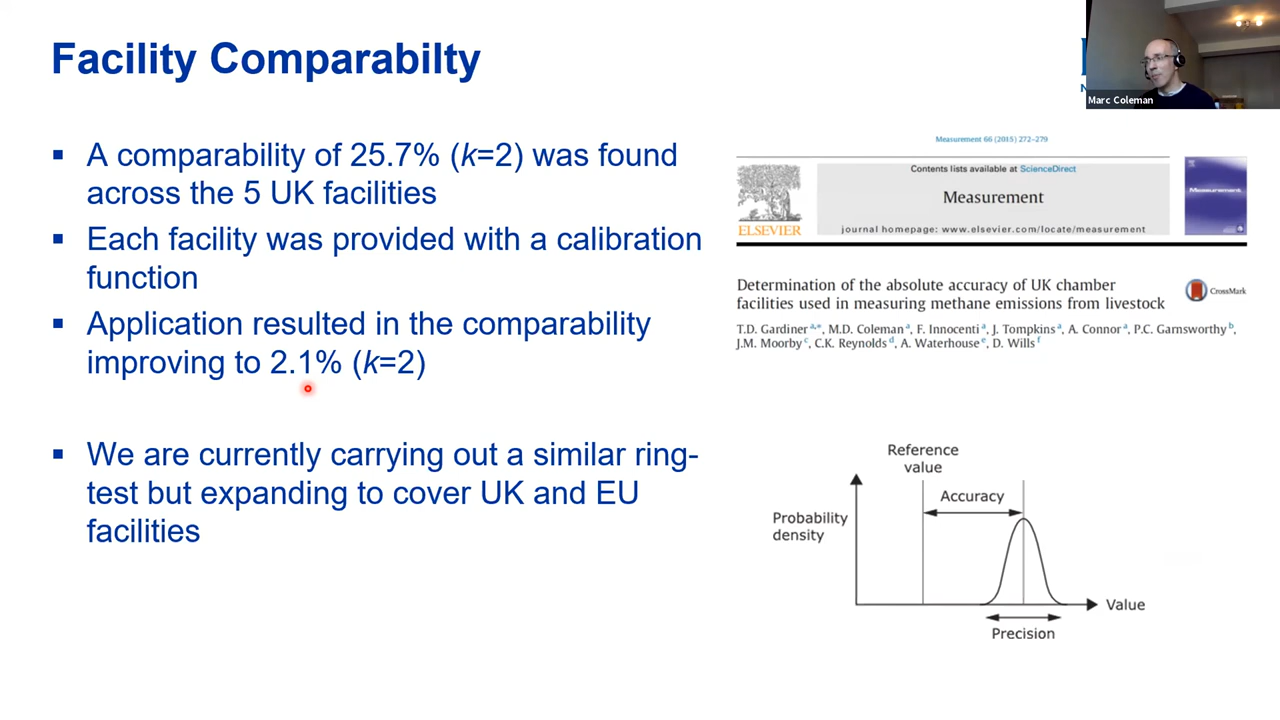 Facility Comparabilty
Marc Coleman
▪ A comparability of 25.7% (k=2) was found
across the 5 UK facilities
▪ Each facility was provided with a calibration
function
▪ Application resulted in the comparability
improving to 2.1% (k=2)
▪ We are currently carrying out a similar ring-
test but expanding to cover UK and EU
facilities
Measurement 66 (2015) 272–279
Contents lists available at ScienceDirect
Measurement
journal homepage: www.elsevier.com/locate/measurement
ELSEVIER
Measurement
Determination of the absolute accuracy of UK chamber
facilities used in measuring methane emissions from livestock
CrossMark
T.D. Gardiner a,*, M.D. Coleman a, F. Innocenti a, J. Tompkins a, A. Connor a, P.C. Garnsworthy b,
J.M. Moorby c, C.K. Reynolds d, A. Waterhouse e, D. Wills f
Reference
value
Accuracy
Probability
density
Value
Precision